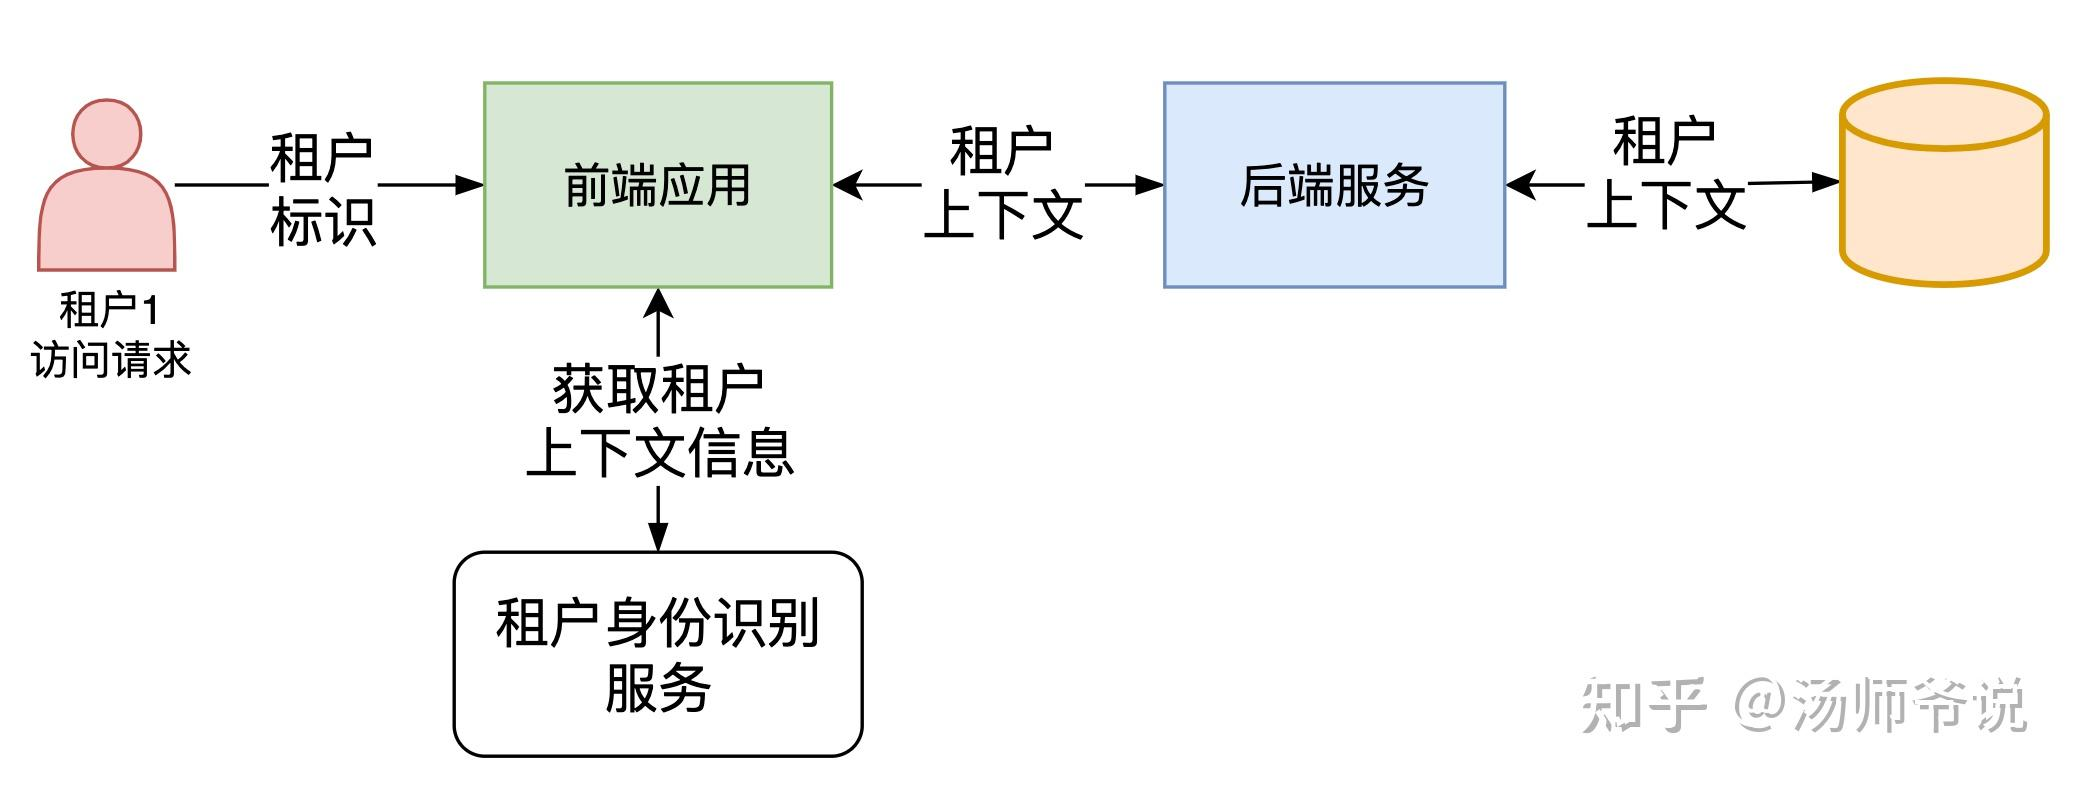 租户
标识
前端应用
租户
上下文
后端服务
租户
上下文
租户1
访问请求
获取租户
上下文信息
租户身份识别
服务
知乎 @汤师爷说